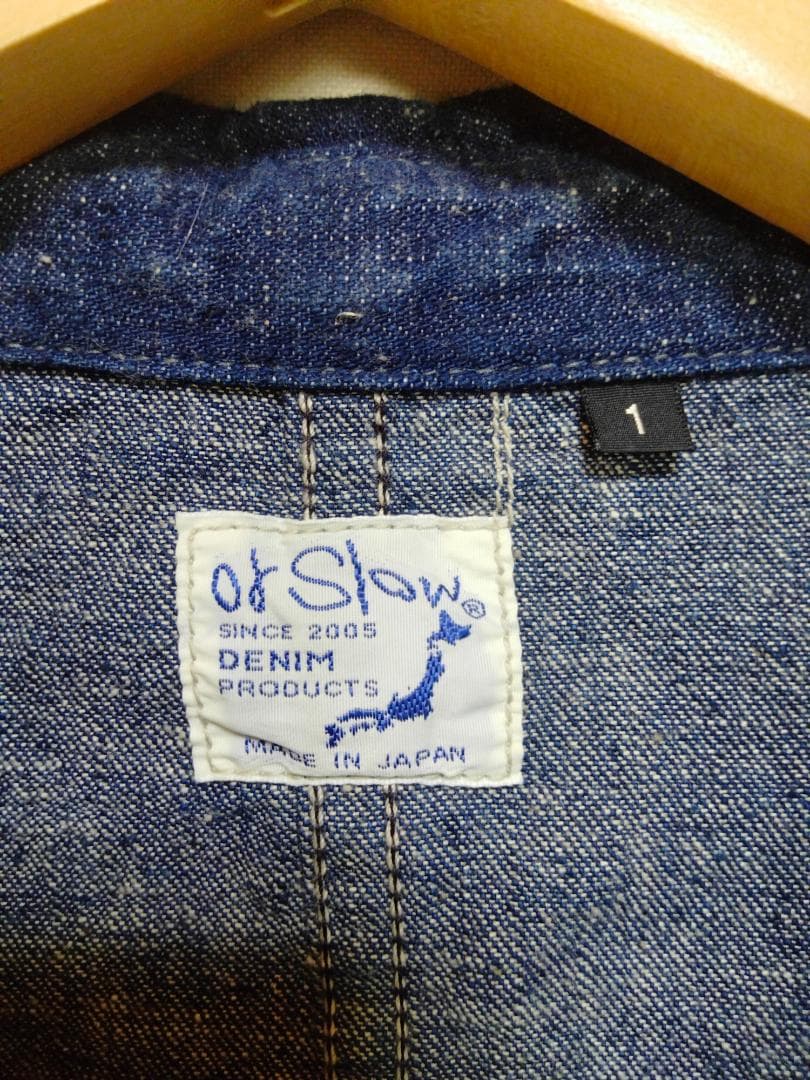 1
or Slow®
SINCE 2005
DENIM
PRODUCTS
MADE IN JAPAN